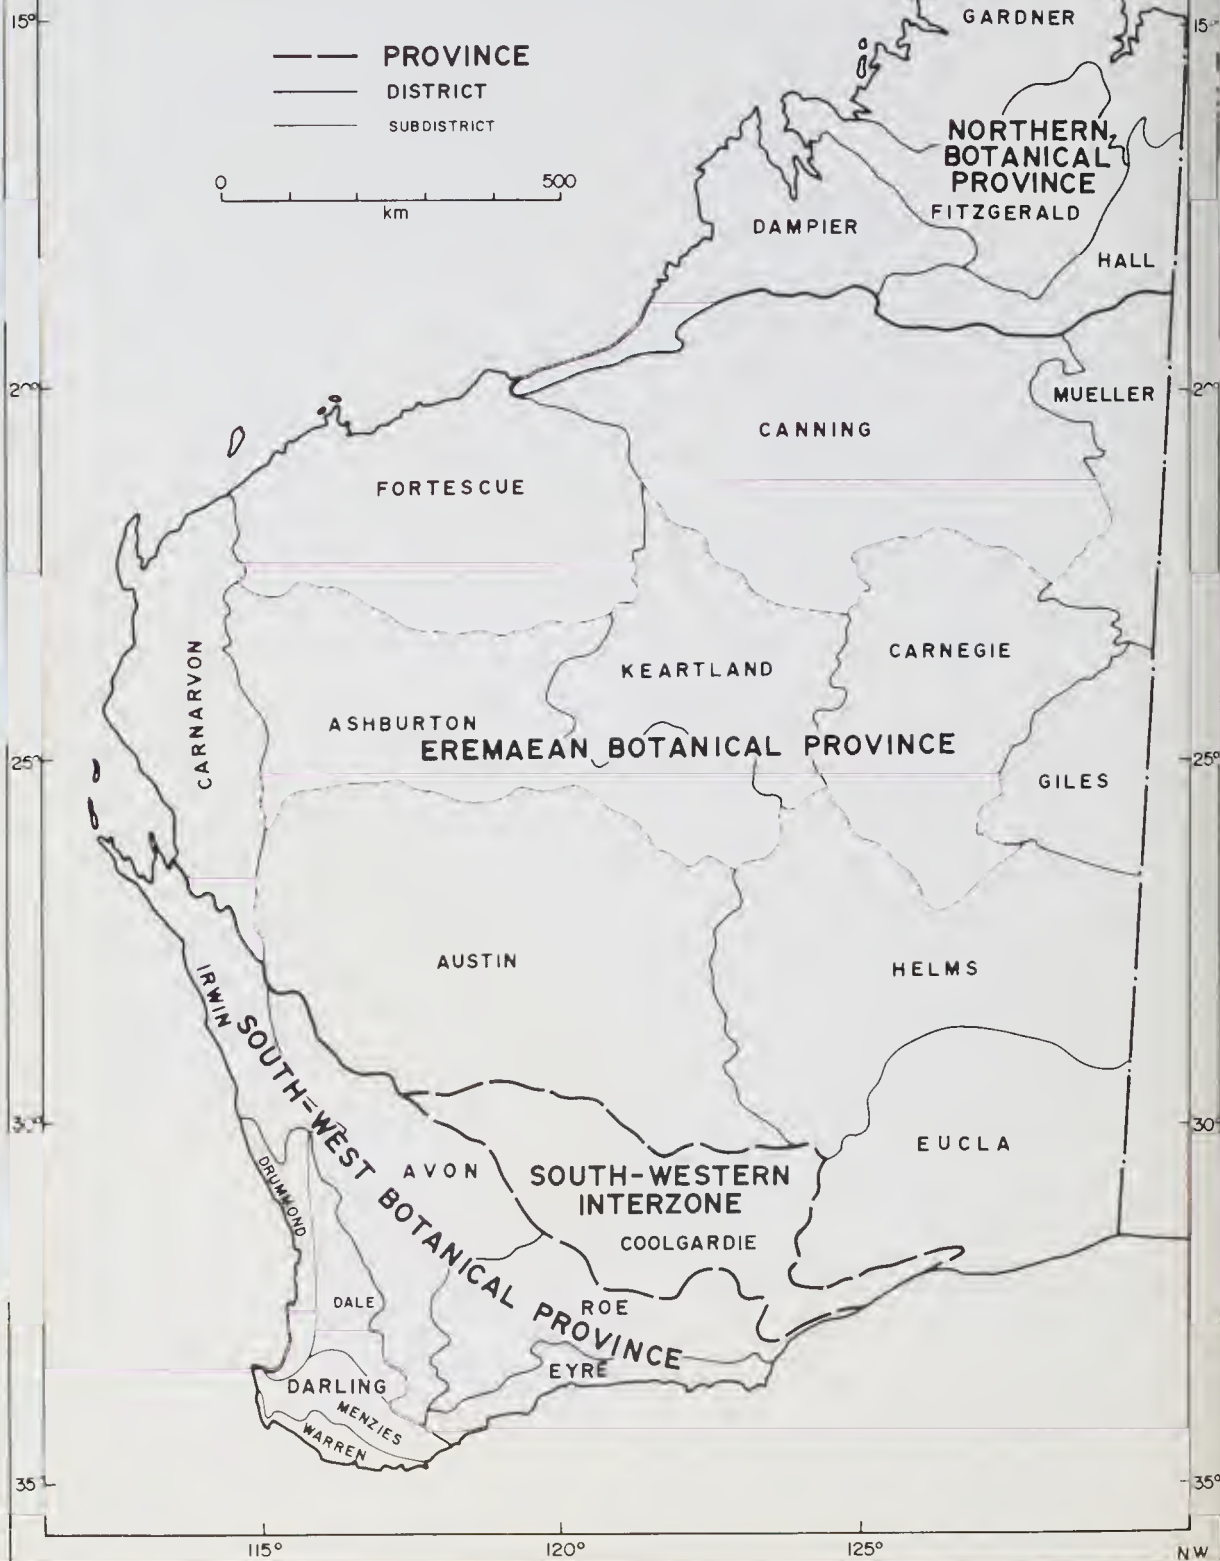 15°
GARDNER
15°
PROVINCE
DISTRICT
SUBDISTRICT
NORTHERN
BOTANICAL
PROVINCE
0 500
km
FITZGERALD
DAMPIER
HALL
MUELLER
CANNING
FORTESCUE
CARNARVON
KEARTLAND
CARNEGIE
ASHBURTON
EREMAEAN BOTANICAL PROVINCE
25°
25°
GILES
AUSTIN
HELMS
IRWIN
SOUTH-WEST BOTANICAL PROVINCE
30°
30°
EUCLA
AVON
SOUTH-WESTERN
INTERZONE
COOLGARDIE
DRUMMOND
DALE
ROE
EYRE
DARLING
MENZIES
WARREN
35°
35°
115° 120° 125°
NW